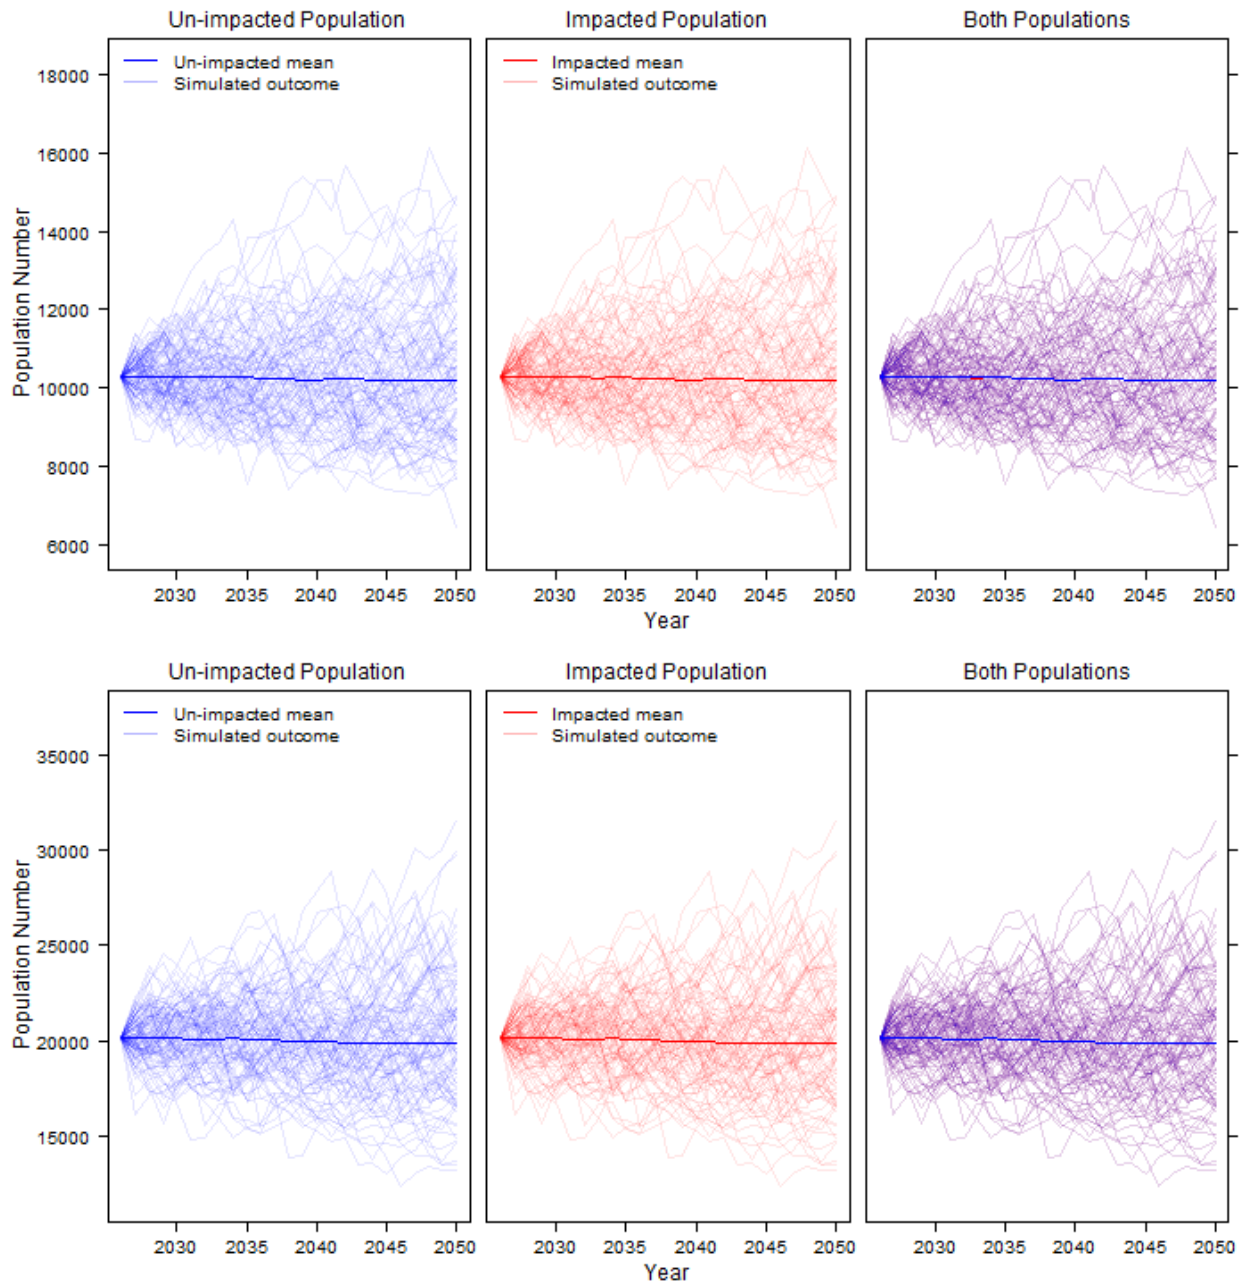 Un-impacted Population Impacted Population Both Populations
Un-impacted mean
Simulated outcome
Impacted mean
Simulated outcome
Population Number
18000
16000
14000
12000
10000
8000
6000
2030 2035 2040 2045 2050 2030 2035 2040 2045 2050 2030 2035 2040 2045 2050
Year
Un-impacted Population Impacted Population Both Populations
Un-impacted mean
Simulated outcome
Impacted mean
Simulated outcome
Population Number
35000
30000
25000
20000
15000
2030 2035 2040 2045 2050 2030 2035 2040 2045 2050 2030 2035 2040 2045 2050
Year